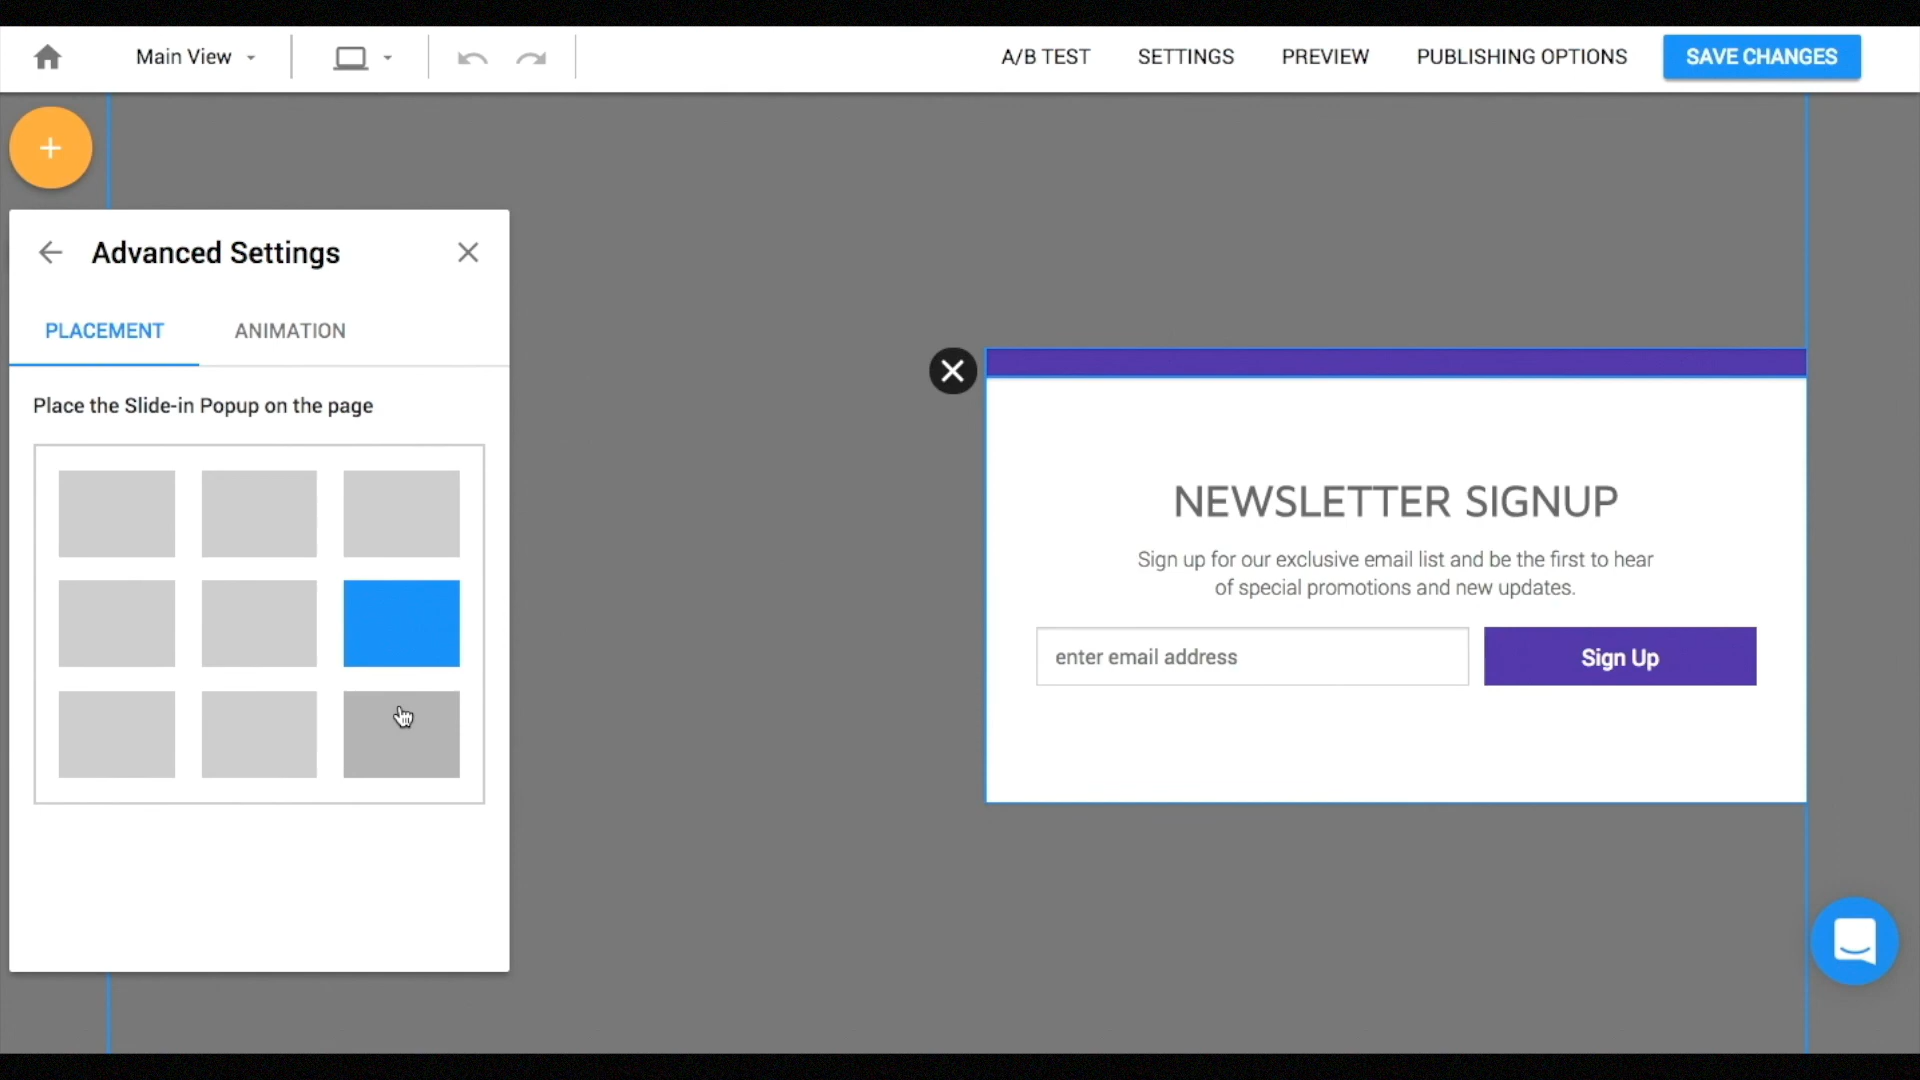 Main View
A/B TEST
SETTINGS
PREVIEW
PUBLISHING OPTIONS
SAVE CHANGES
Advanced Settings
PLACEMENT
ANIMATION
Place the Slide-in Popup on the page
NEWSLETTER SIGNUP
Sign up for our exclusive email list and be the first to hear
of special promotions and new updates.
enter email address
Sign Up